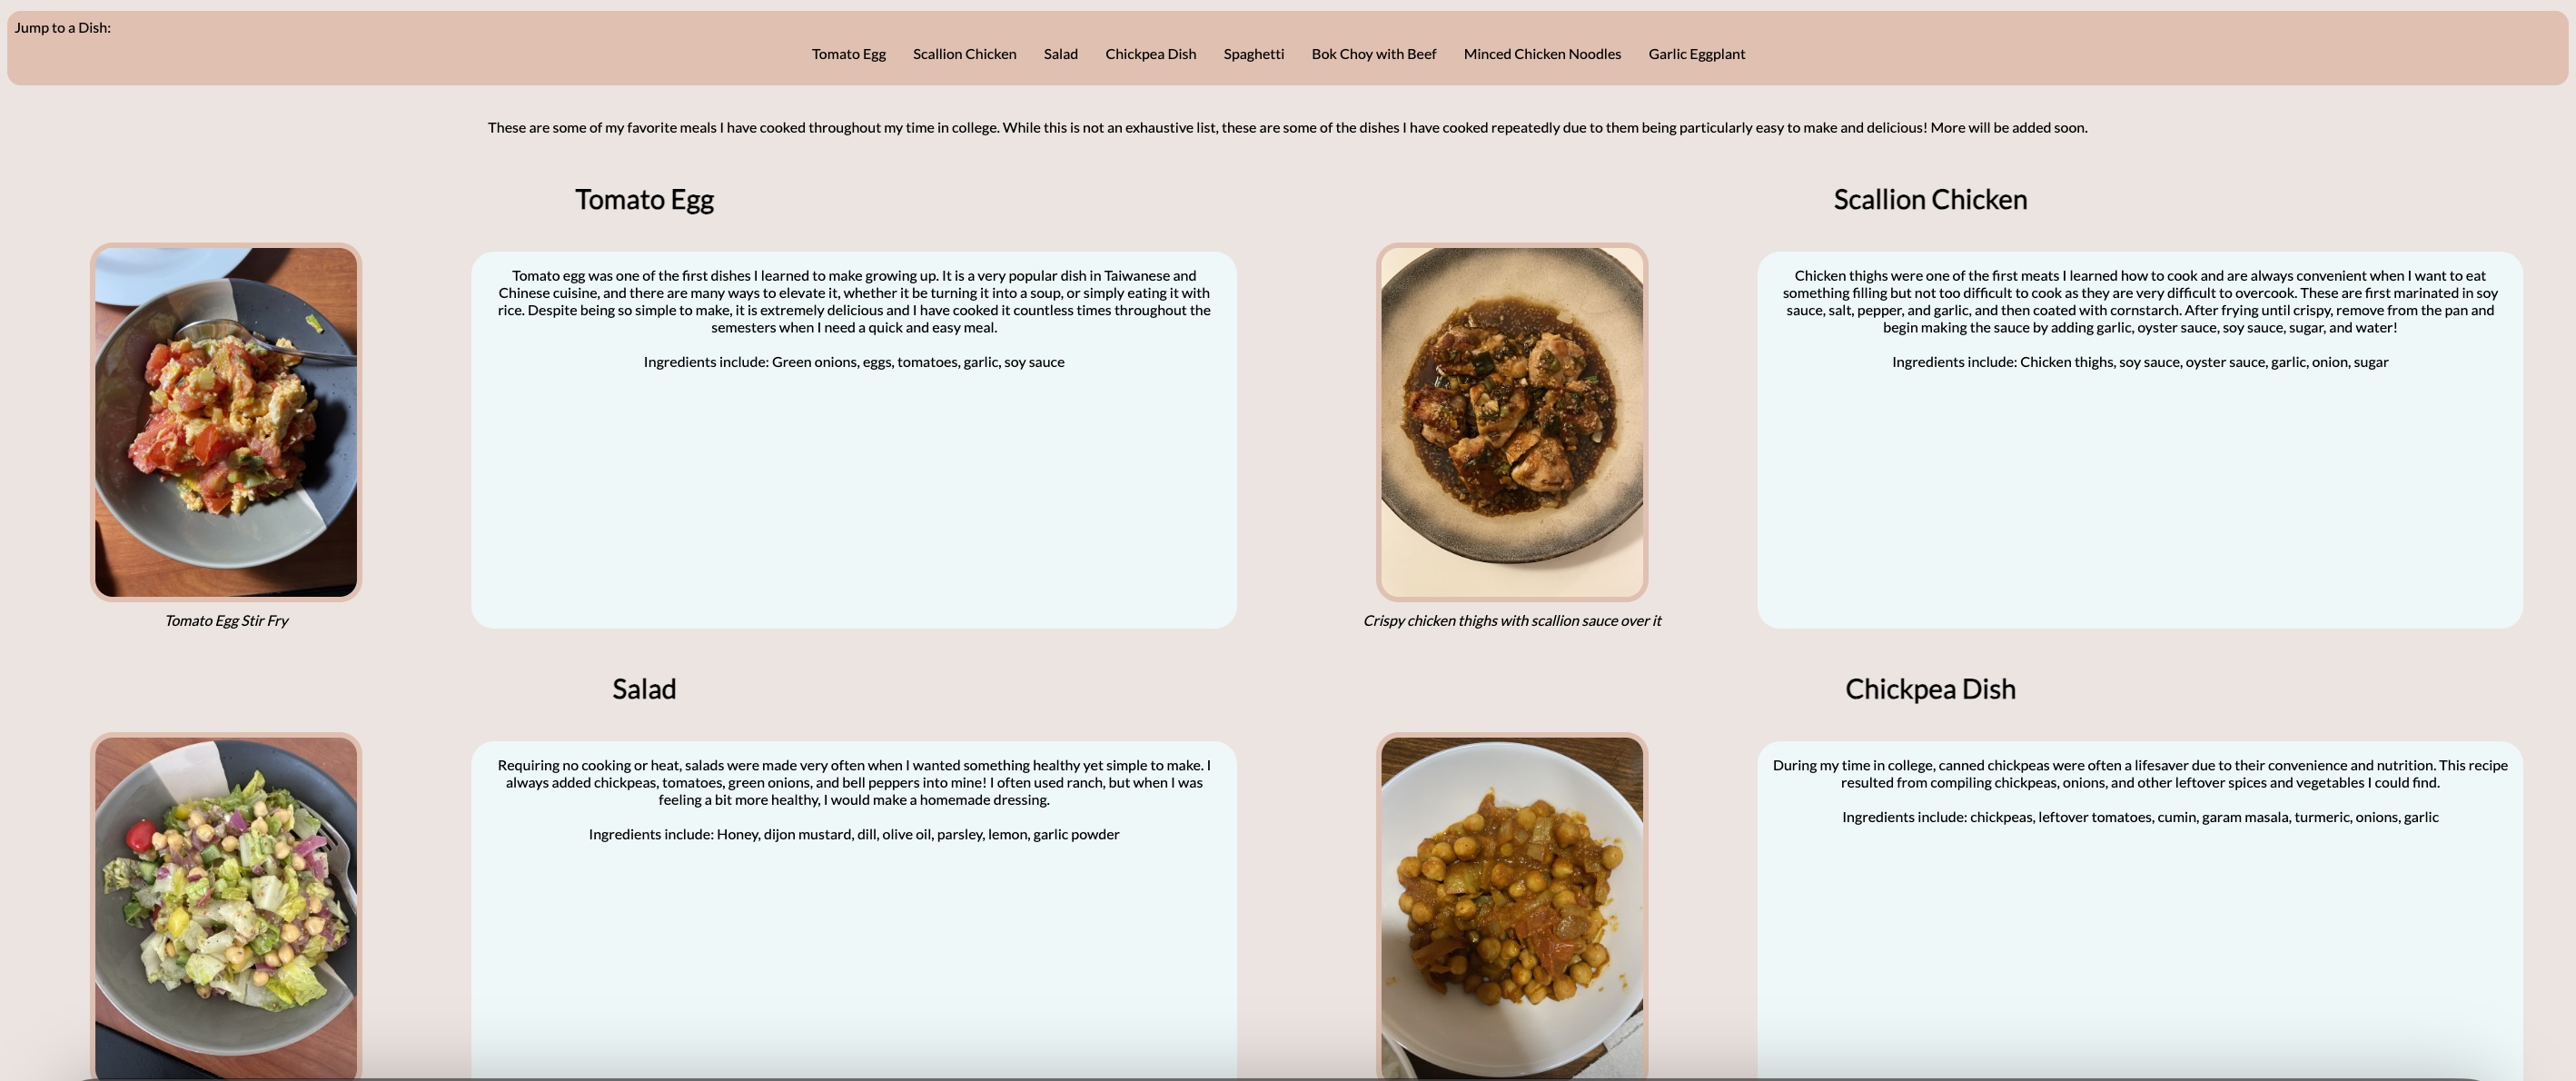 Jump to a Dish:
Tomato Egg Scallion Chicken Salad Chickpea Dish Spaghetti Bok Choy with Beef Minced Chicken Noodles Garlic Eggplant
These are some of my favorite meals I have cooked throughout my time in college. While this is not an exhaustive list, these are some of the dishes I have cooked repeatedly due to them being particularly easy to make and delicious! More will be added soon.
Tomato Egg
Tomato egg was one of the first dishes I learned to make growing up. It is a very popular dish in Taiwanese and
Chinese cuisine, and there are many ways to elevate it, whether it be turning it into a soup, or simply eating it with
rice. Despite being so simple to make, it is extremely delicious and I have cooked it countless times throughout the
semesters when I need a quick and easy meal.
Ingredients include: Green onions, eggs, tomatoes, garlic, soy sauce
Tomato Egg Stir Fry
Scallion Chicken
Chicken thighs were one of the first meats I learned how to cook and are always convenient when I want to eat
something filling but not too difficult to cook as they are very difficult to overcook. These are first marinated in soy
sauce, salt, pepper, and garlic, and then coated with cornstarch. After frying until crispy, remove from the pan and
begin making the sauce by adding garlic, oyster sauce, soy sauce, sugar, and water!
Ingredients include: Chicken thighs, soy sauce, oyster sauce, garlic, onion, sugar
Crispy chicken thighs with scallion sauce over it
Salad
Requiring no cooking or heat, salads were made very often when I wanted something healthy yet simple to make. I
always added chickpeas, tomatoes, green onions, and bell peppers into mine! I often used ranch, but when I was
feeling a bit more healthy, I would make a homemade dressing.
Ingredients include: Honey, dijon mustard, dill, olive oil, parsley, lemon, garlic powder
Chickpea Dish
During my time in college, canned chickpeas were often a lifesaver due to their convenience and nutrition. This recipe
resulted from compiling chickpeas, onions, and other leftover spices and vegetables I could find.
Ingredients include: chickpeas, leftover tomatoes, cumin, garam masala, turmeric, onions, garlic